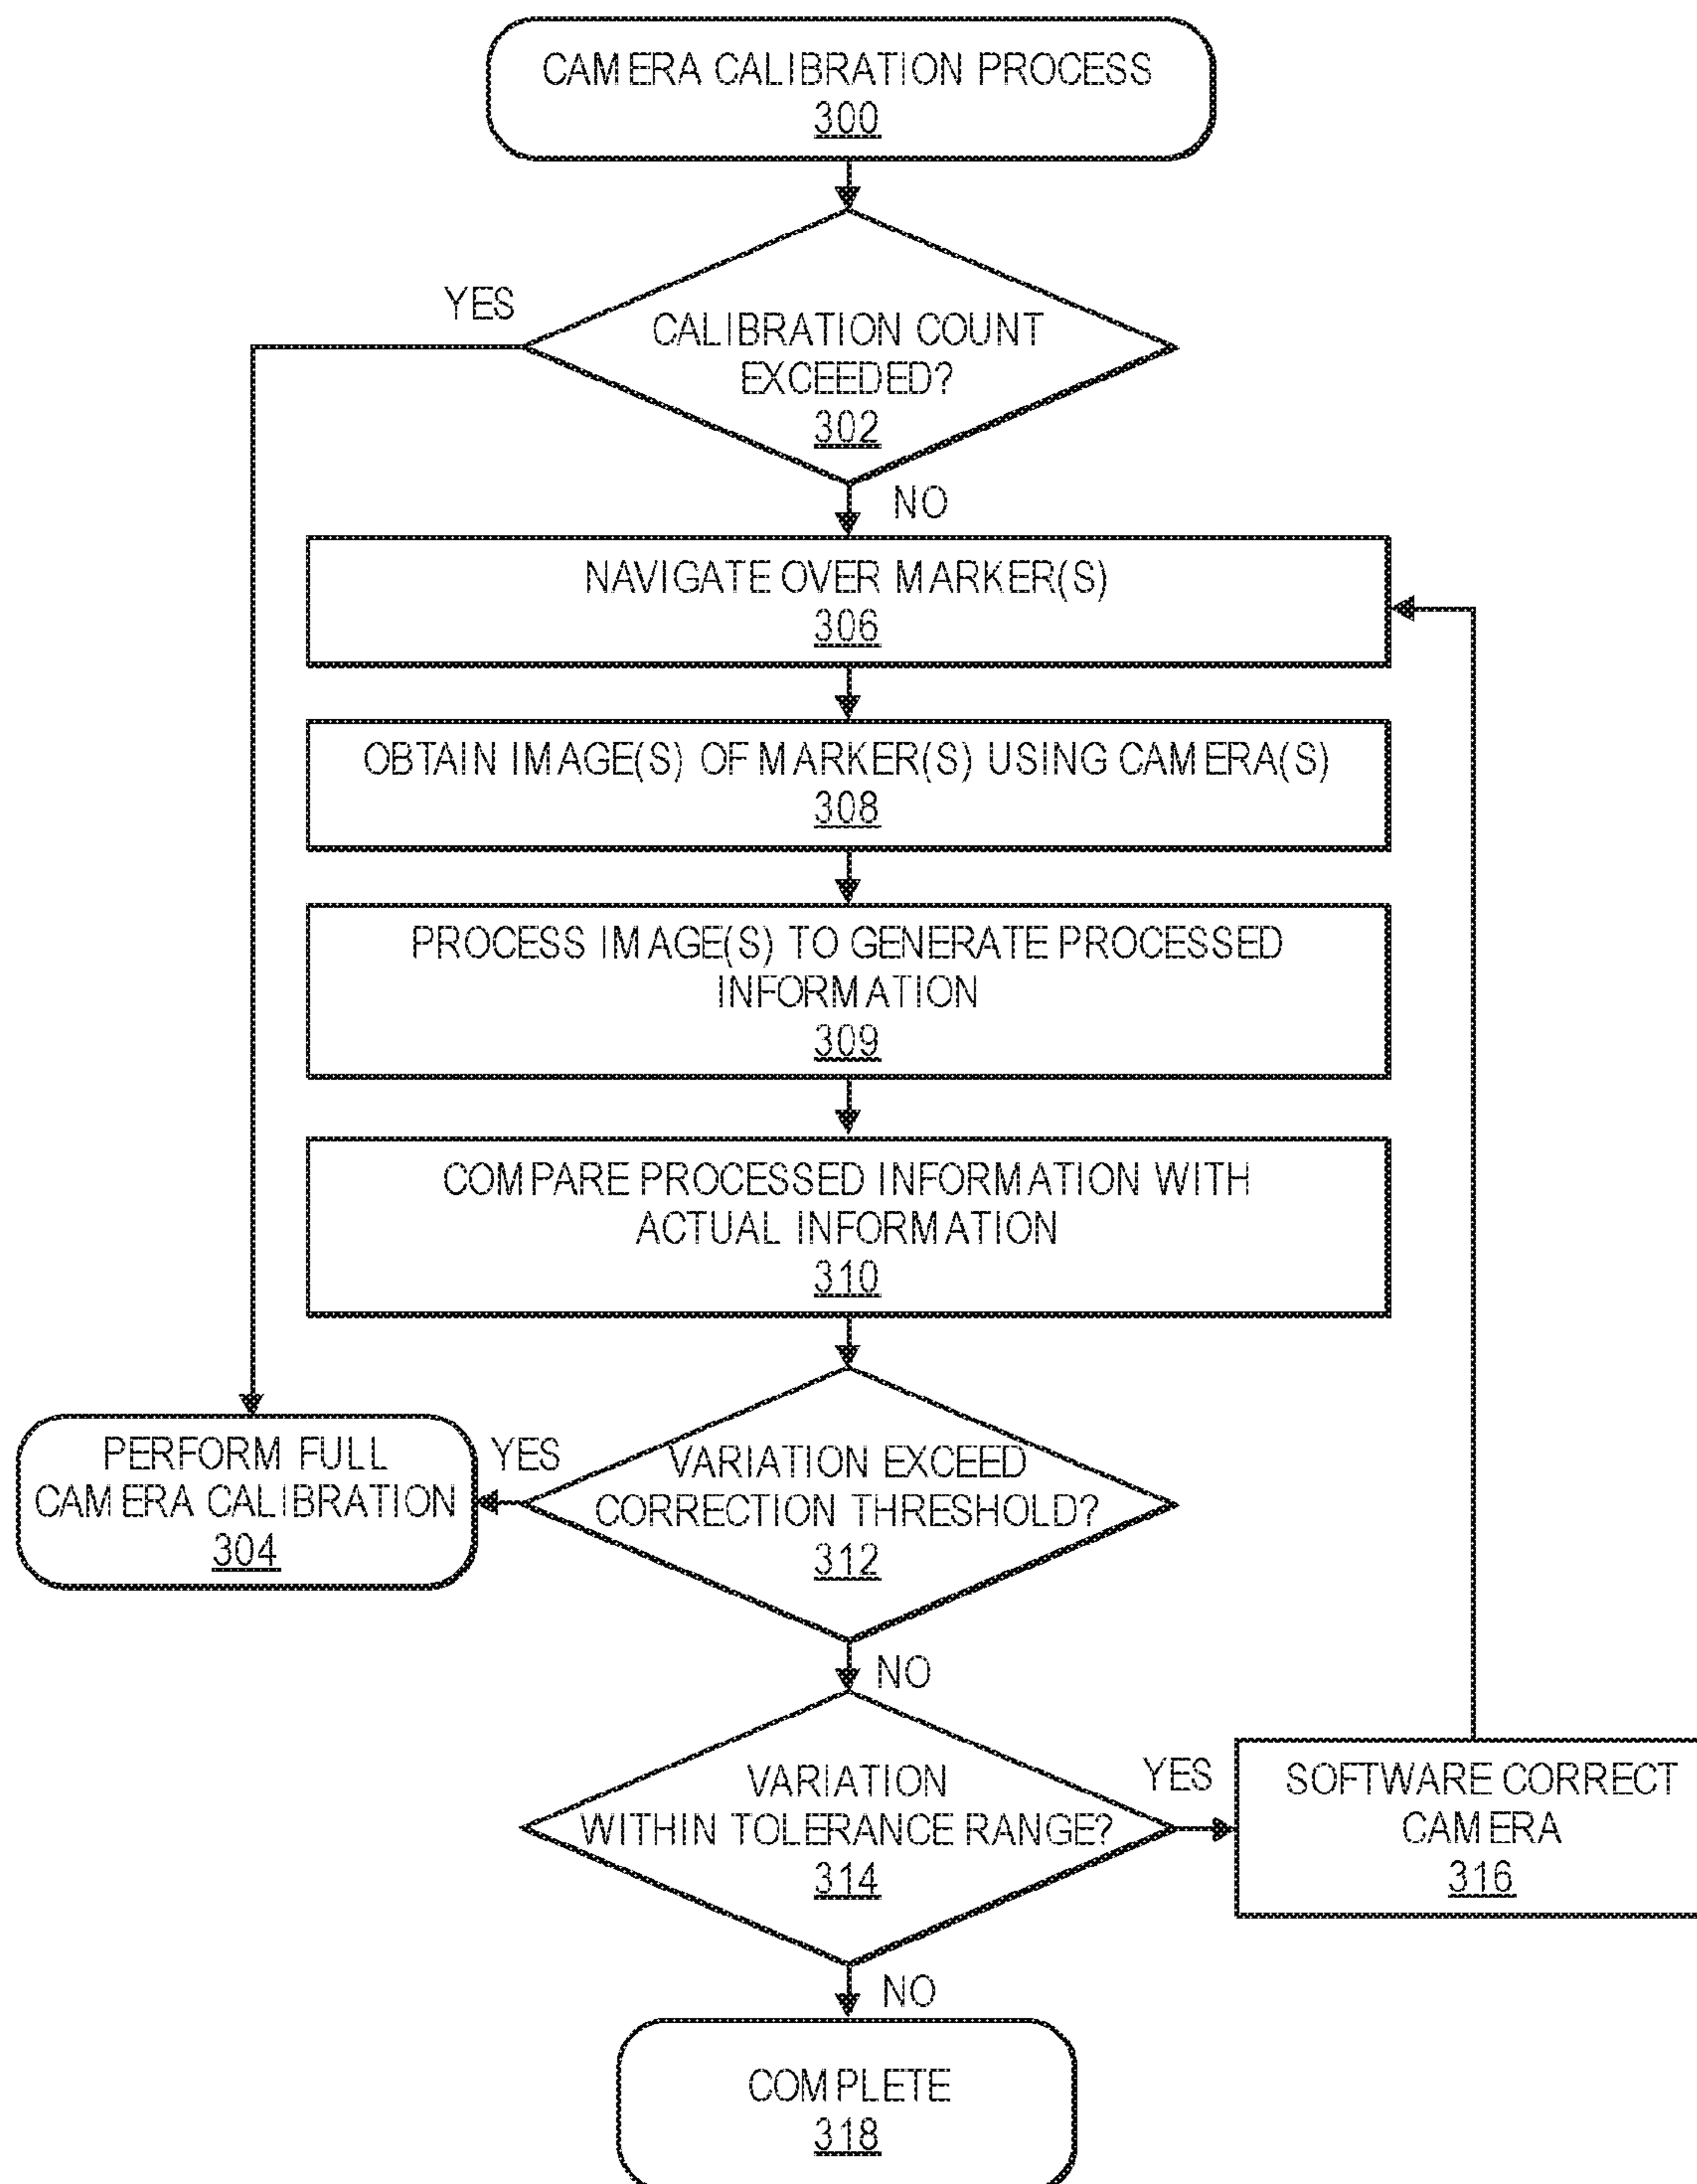 CAMERA CALIBRATION PROCESS
300
YES
CALIBRATION COUNT
EXCEEDED?
302
NO
NAVIGATE OVER MARKER(S)
306
OBTAIN IMAGE(S) OF MARKER(S) USING CAMERA(S)
308
PROCESS IMAGE(S) TO GENERATE PROCESSED
INFORMATION
309
COMPARE PROCESSED INFORMATION WITH
ACTUAL INFORMATION
310
PERFORM FULL
CAMERA CALIBRATION
304
YES
VARIATION EXCEED
CORRECTION THRESHOLD?
312
NO
VARIATION
WITHIN TOLERANCE RANGE?
314
YES
SOFTWARE CORRECT
CAMERA
316
NO
COMPLETE
318